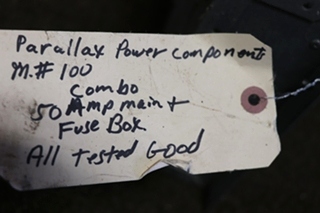 Parallax Power component
M.# 100
Combo
50 Amp main +
Fuse Box
All Tested Good